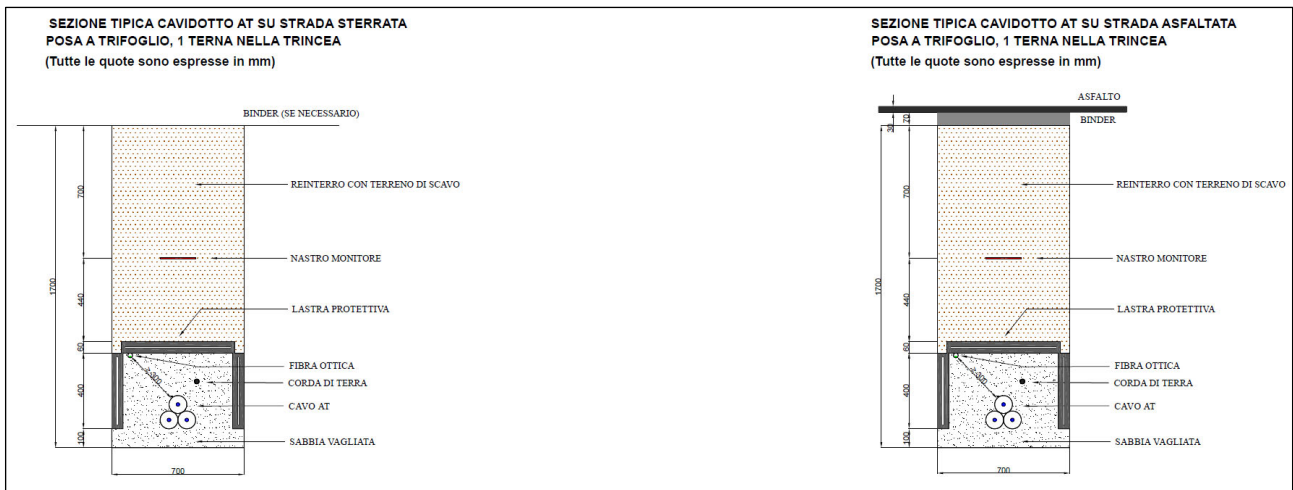 SEZIONE TIPICA CAVIDOTTO AT SU STRADA STERRATA
POSA A TRIFOGLIO, 1 TERNA NELLA TRINCEA
(Tutte le quote sono espresse in mm)
BINDER (SE NECESSARIO)
REINTERRO CON TERRENO DI SCAVO
NASTRO MONITORE
LASTRA PROTETTIVA
FIBRA OTTICA
CORDA DI TERRA
CAVO AT
SABBIA VAGLIATA
1700
700
440
60
400
100
700
SEZIONE TIPICA CAVIDOTTO AT SU STRADA ASFALTATA
POSA A TRIFOGLIO, 1 TERNA NELLA TRINCEA
(Tutte le quote sono espresse in mm)
ASFALTO
BINDER
REINTERRO CON TERRENO DI SCAVO
NASTRO MONITORE
LASTRA PROTETTIVA
FIBRA OTTICA
CORDA DI TERRA
CAVO AT
SABBIA VAGLIATA
30
70
1700
700
440
60
400
100
700